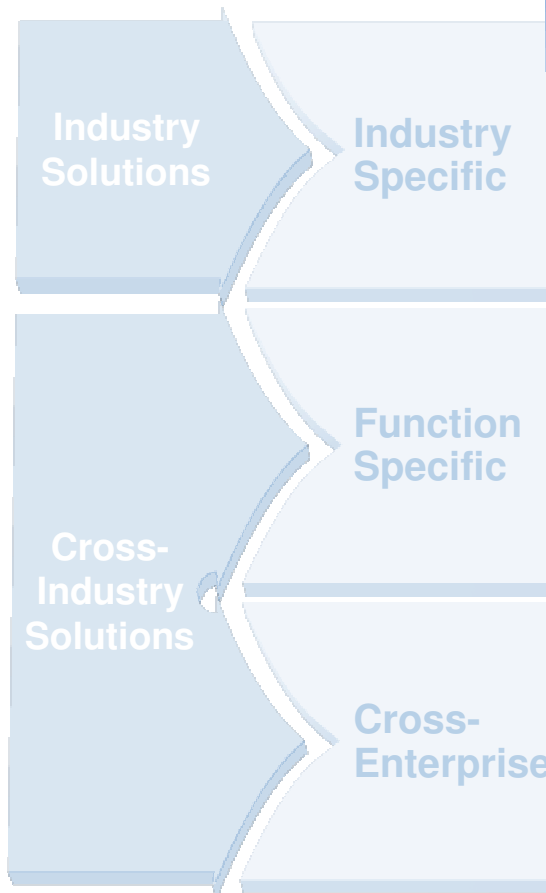 Industry
Solutions
Industry
Specific
Function
Specific
Cross-
Industry
Solutions
Cross-
Enterprise